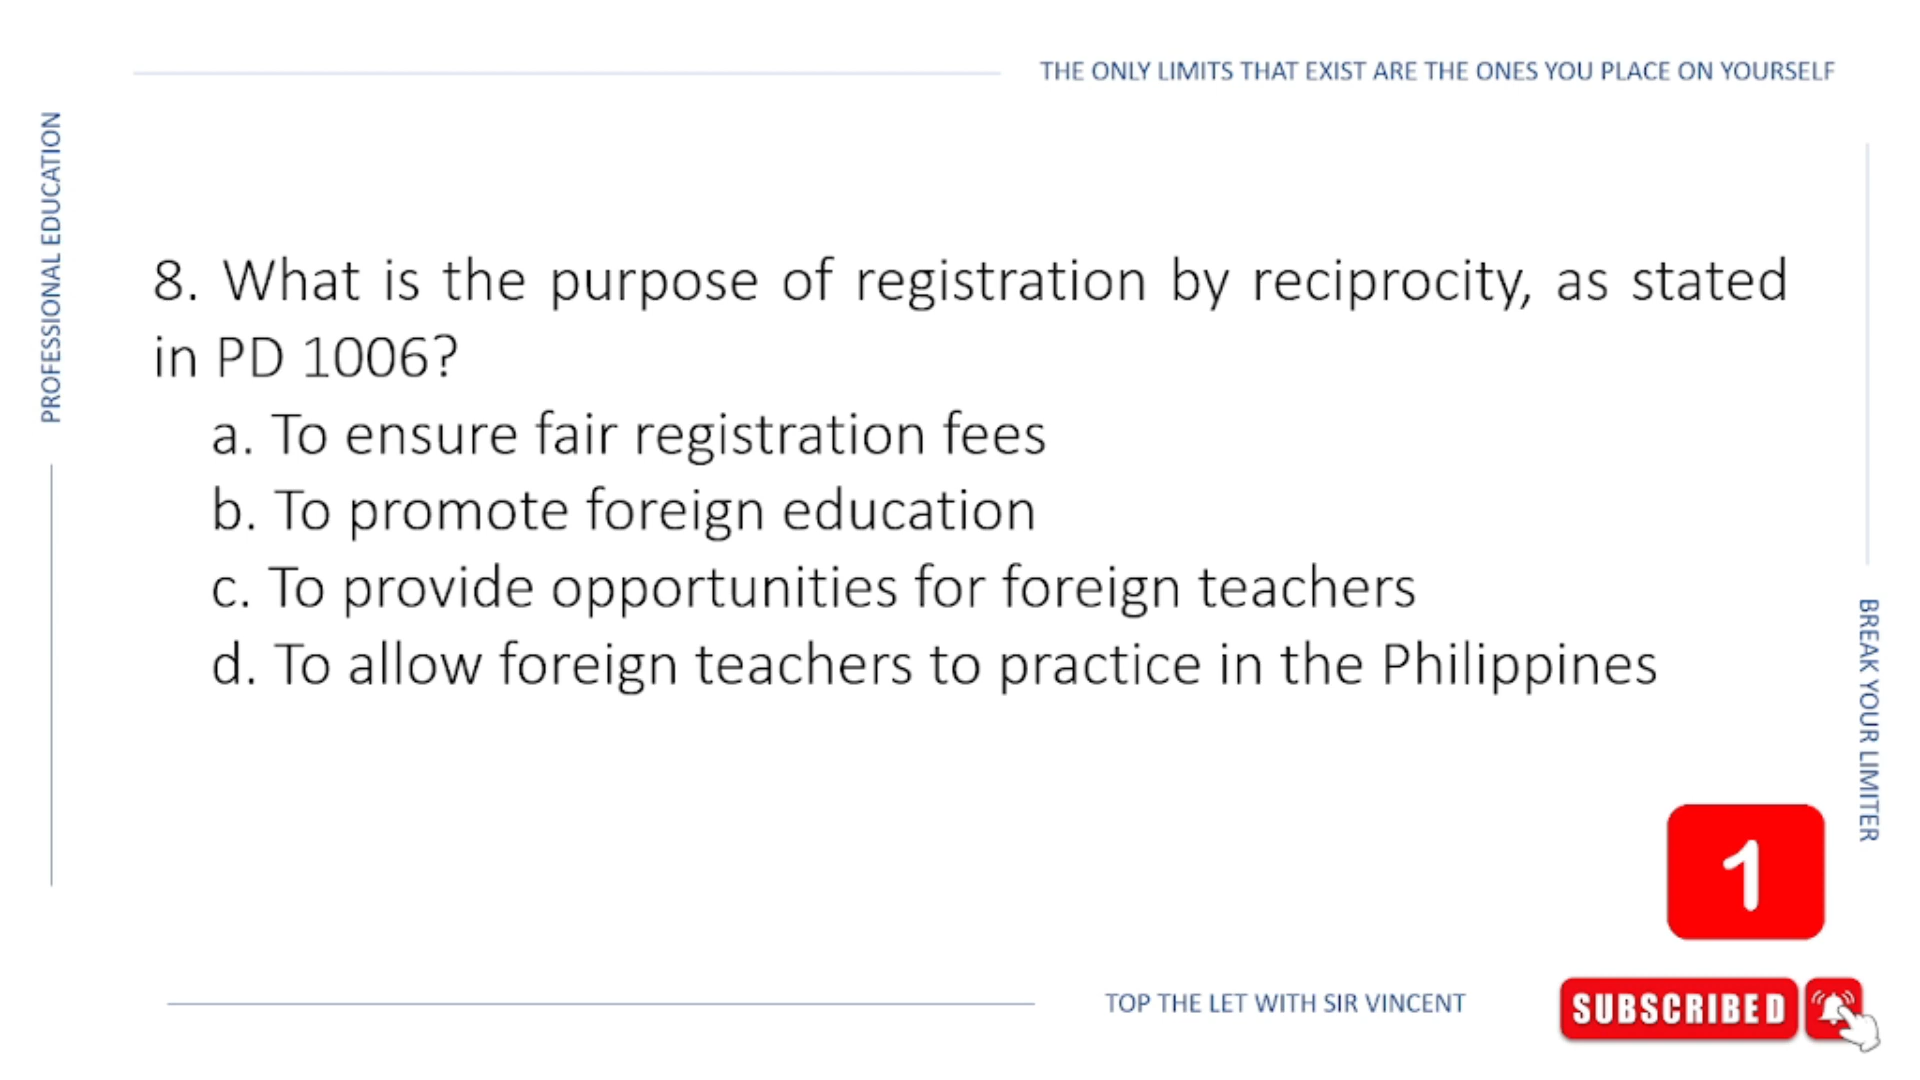 THE ONLY LIMITS THAT EXIST ARE THE ONES YOU PLACE ON YOURSELF
PROFESSIONAL EDUCATION
8. What is the purpose of registration by reciprocity, as stated
in PD 1006?
a. To ensure fair registration fees
b. To promote foreign education
c. To provide opportunities for foreign teachers
d. To allow foreign teachers to practice in the Philippines
BREAK YOUR LIMITER
1
TOP THE LET WITH SIR VINCENT
SUBSCRIBED